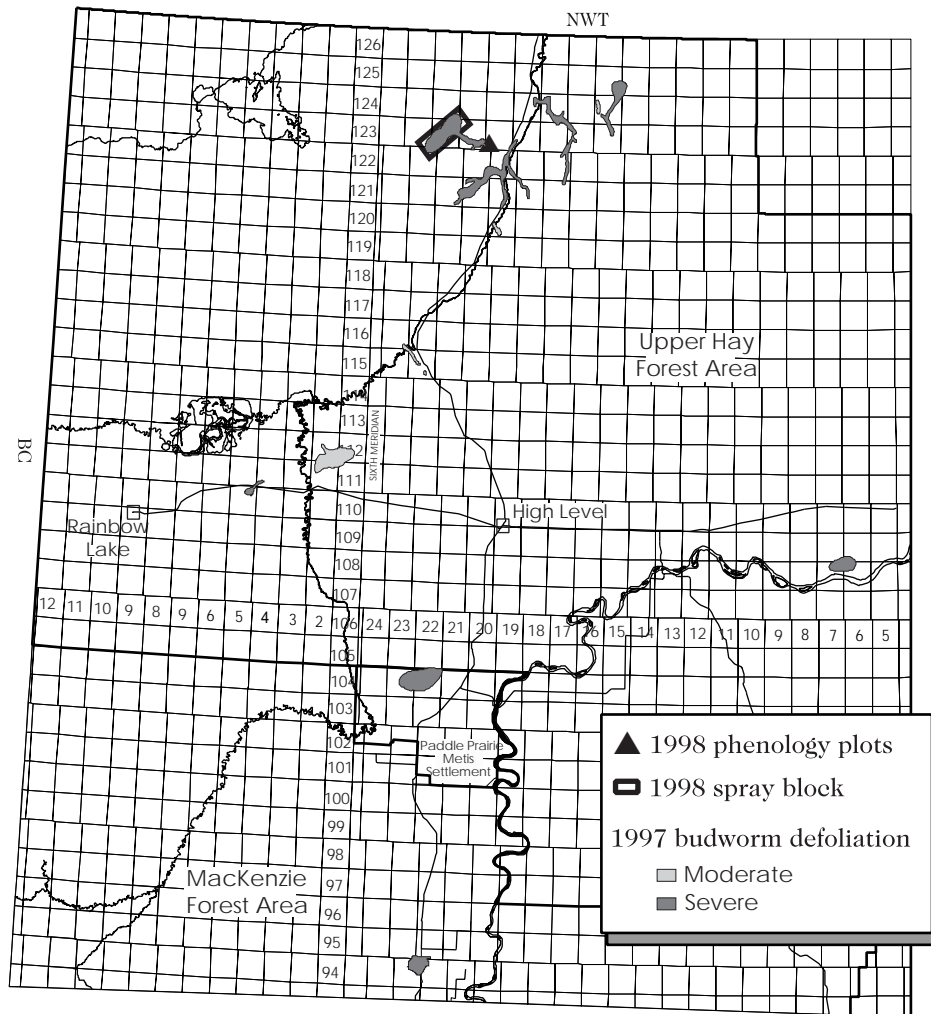 NWT
126
125
124
123
122
121
120
119
118
117
116
115
113
111
110
109
108
107
106
105
104
103
102
101
100
99
98
97
96
95
94
SIXTH MERIDIAN
BC
Upper Hay
Forest Area
High Level
Rainbow
Lake
12 11 10 9 8 9 6 5 4 3 2 24 23 22 21 20 19 18 17 16 15 14 13 12 11 10 9 8 7 6 5
Paddle Prairie
Metis
Settlement
MacKenzie
Forest Area
1998 phenology plots
1998 spray block
1997 budworm defoliation
Moderate
Severe